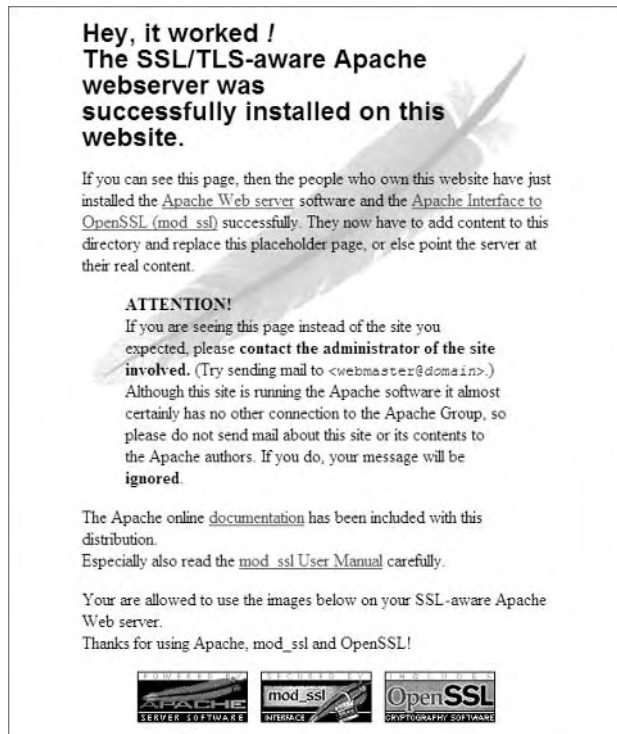 Hey, it worked !
The SSL/TLS-aware Apache
webserver was
successfully installed on this
website.
If you can see this page, then the people who own this website have just
installed the Apache Web server software and the Apache Interface to
OpenSSL (mod_ssl) successfully. They now have to add content to this
directory and replace this placeholder page, or else point the server at
their real content.
ATTENTION!
If you are seeing this page instead of the site you
expected, please contact the administrator of the site
involved. (Try sending mail to <webmaster@domain>.)
Although this site is running the Apache software it almost
certainly has no other connection to the Apache Group, so
please do not send mail about this site or its contents to
the Apache authors. If you do, your message will be
ignored.
The Apache online documentation has been included with this
distribution.
Especially also read the mod_ssl User Manual carefully.
Your are allowed to use the images below on your SSL-aware Apache
Web server.
Thanks for using Apache, mod_ssl and OpenSSL!
POWERED BY SECURED BY INCLUDES
APACHE mod_ssl OpenSSL
SERVER SOFTWARE INTERFACE CRYPTOGRAPHY SOFTWARE